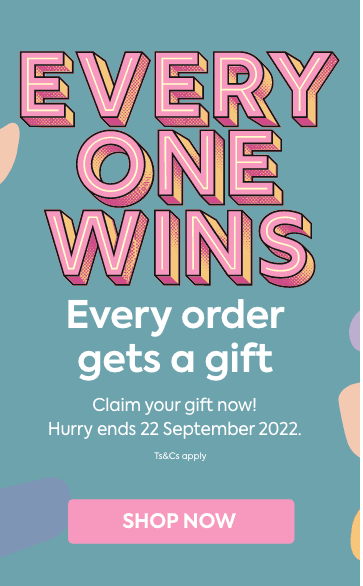 EVERY
ONE
WINS
Every order
gets a gift
Claim your gift now!
Hurry ends 22 September 2022.
Ts&Cs apply
SHOP NOW